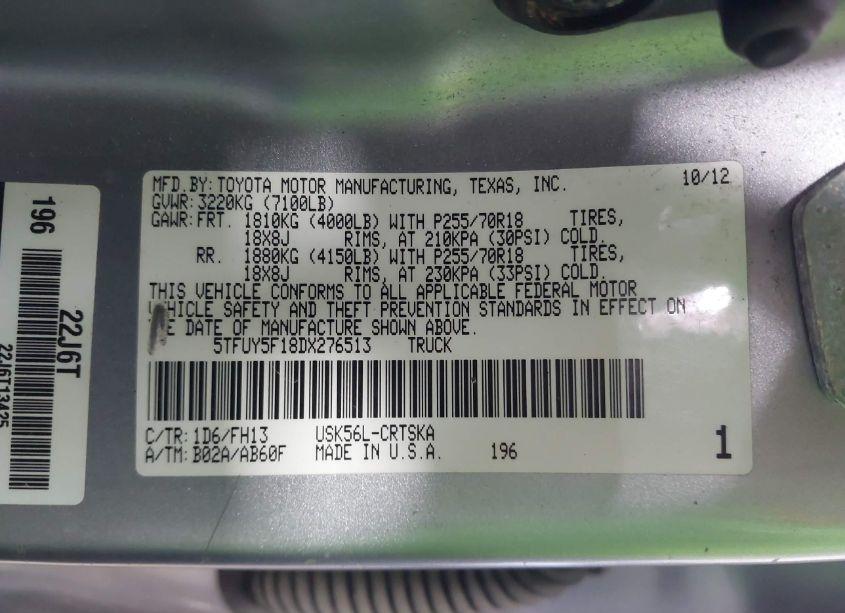 MFD.BY:TOYOTA MOTOR MANUFACTURING, TEXAS, INC. 10/12
GVWR:3220KG (7100LB)
GAWR:FRT. 1810KG (4000LB) WITH P255/70R18 TIRES,
18X8J RIMS, AT 210KPA (30PSI) COLD.
RR. 1880KG (4150LB) WITH P255/70R18 TIRES,
18X8J RIMS, AT 230KPA (33PSI) COLD.
THIS VEHICLE CONFORMS TO ALL APPLICABLE FEDERAL MOTOR
VEHICLE SAFETY AND THEFT PREVENTION STANDARDS IN EFFECT ON
DATE OF MANUFACTURE SHOWN ABOVE.
5TFUY5F18DX276513 TRUCK
C/TR:1D6/FH13 USK56L-CRTSKA
A/TM:B02A/AB60F MADE IN U.S.A. 196 1
196 22J6T
22J6T13425